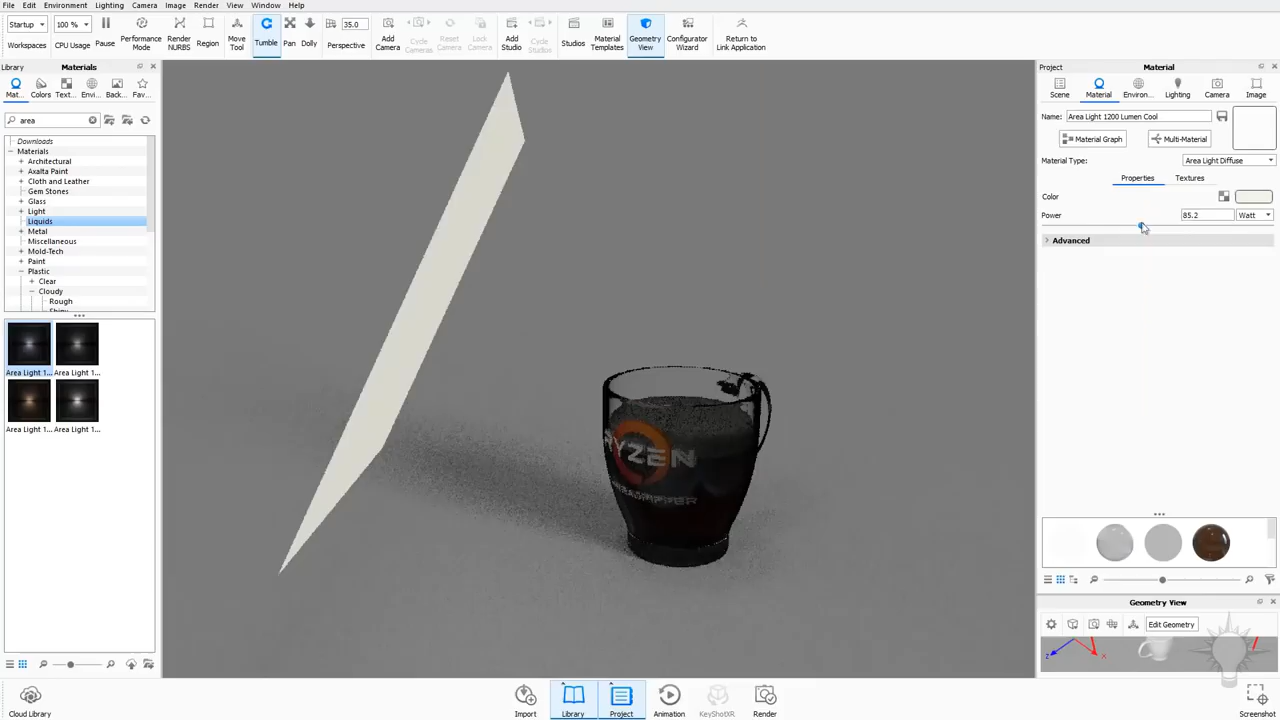 File Edit Environment Lighting Camera Image Render View Window Help
Startup 100 % 35.0
Workspaces CPU Usage Pause Performance Mode Render NURBS Region Move Tool Tumble Pan Dolly Perspective Add Camera Cycle Cameras Reset Camera Lock Camera Add Studio Cycle Studios Studios Material Templates Geometry View Configurator Wizard Return to Link Application
Library Materials
Mat... Colors Text... Envi... Back... Fav...
area
Downloads
Materials
Architectural
Axalta Paint
Cloth and Leather
Gem Stones
Glass
Light
Liquids
Metal
Miscellaneous
Mold-Tech
Paint
Plastic
Clear
Cloudy
Rough
Shiny
Area Light 1... Area Light 1...
Area Light 1... Area Light 1...
RYZEN
THREADRIPPER
Project Material
Scene Material Environ... Lighting Camera Image
Name: Area Light 1200 Lumen Cool
Material Graph Multi-Material
Material Type: Area Light Diffuse
Properties Textures
Color
Power 85.2 Watt
Advanced
Geometry View
Edit Geometry
Z X
Cloud Library Import Library Project Animation KeyShotXR Render Screenshot